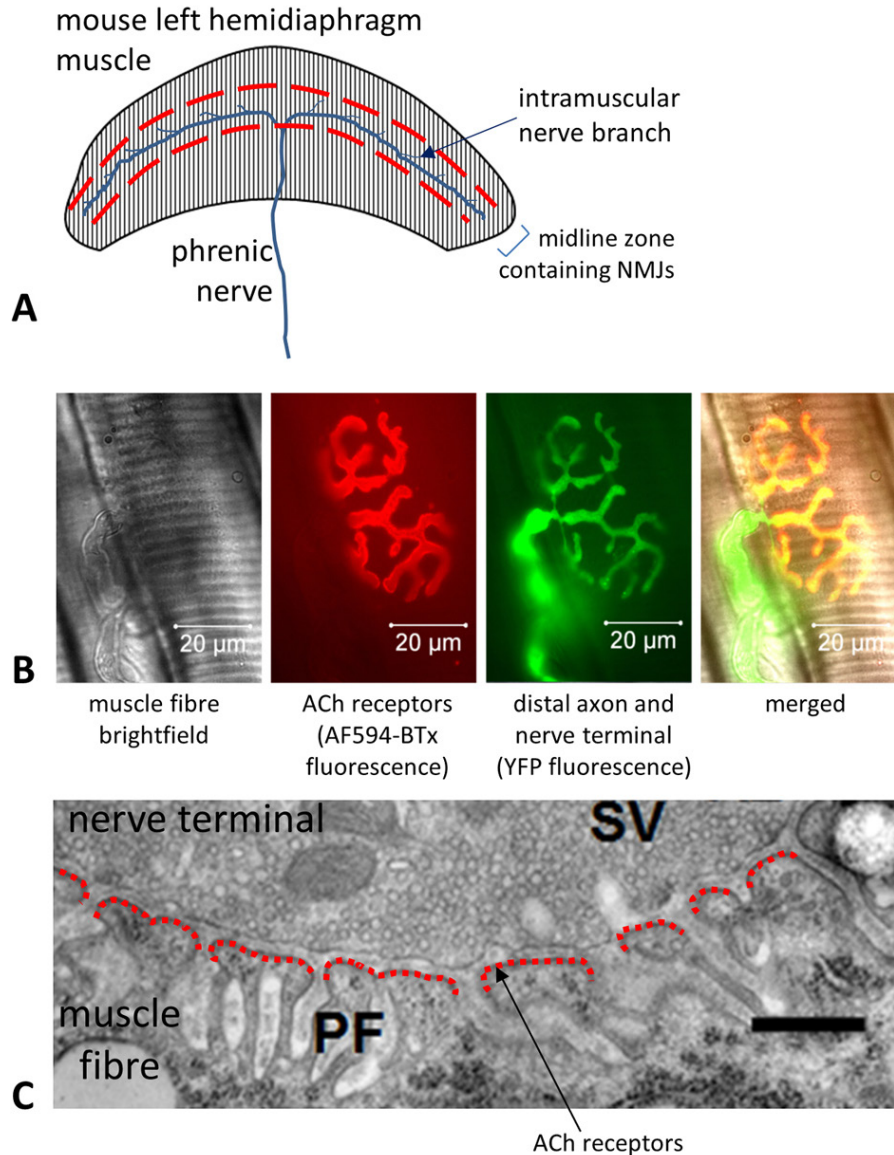 mouse left hemidiaphragm
muscle
intramuscular
nerve branch
phrenic
nerve
midline zone
containing NMJs
A
20 µm
20 µm
20 µm
20 µm
B
muscle fibre
brightfield
ACh receptors
(AF594-BTx
fluorescence)
distal axon and
nerve terminal
(YFP fluorescence)
merged
nerve terminal
SV
muscle
fibre
PF
C
ACh receptors